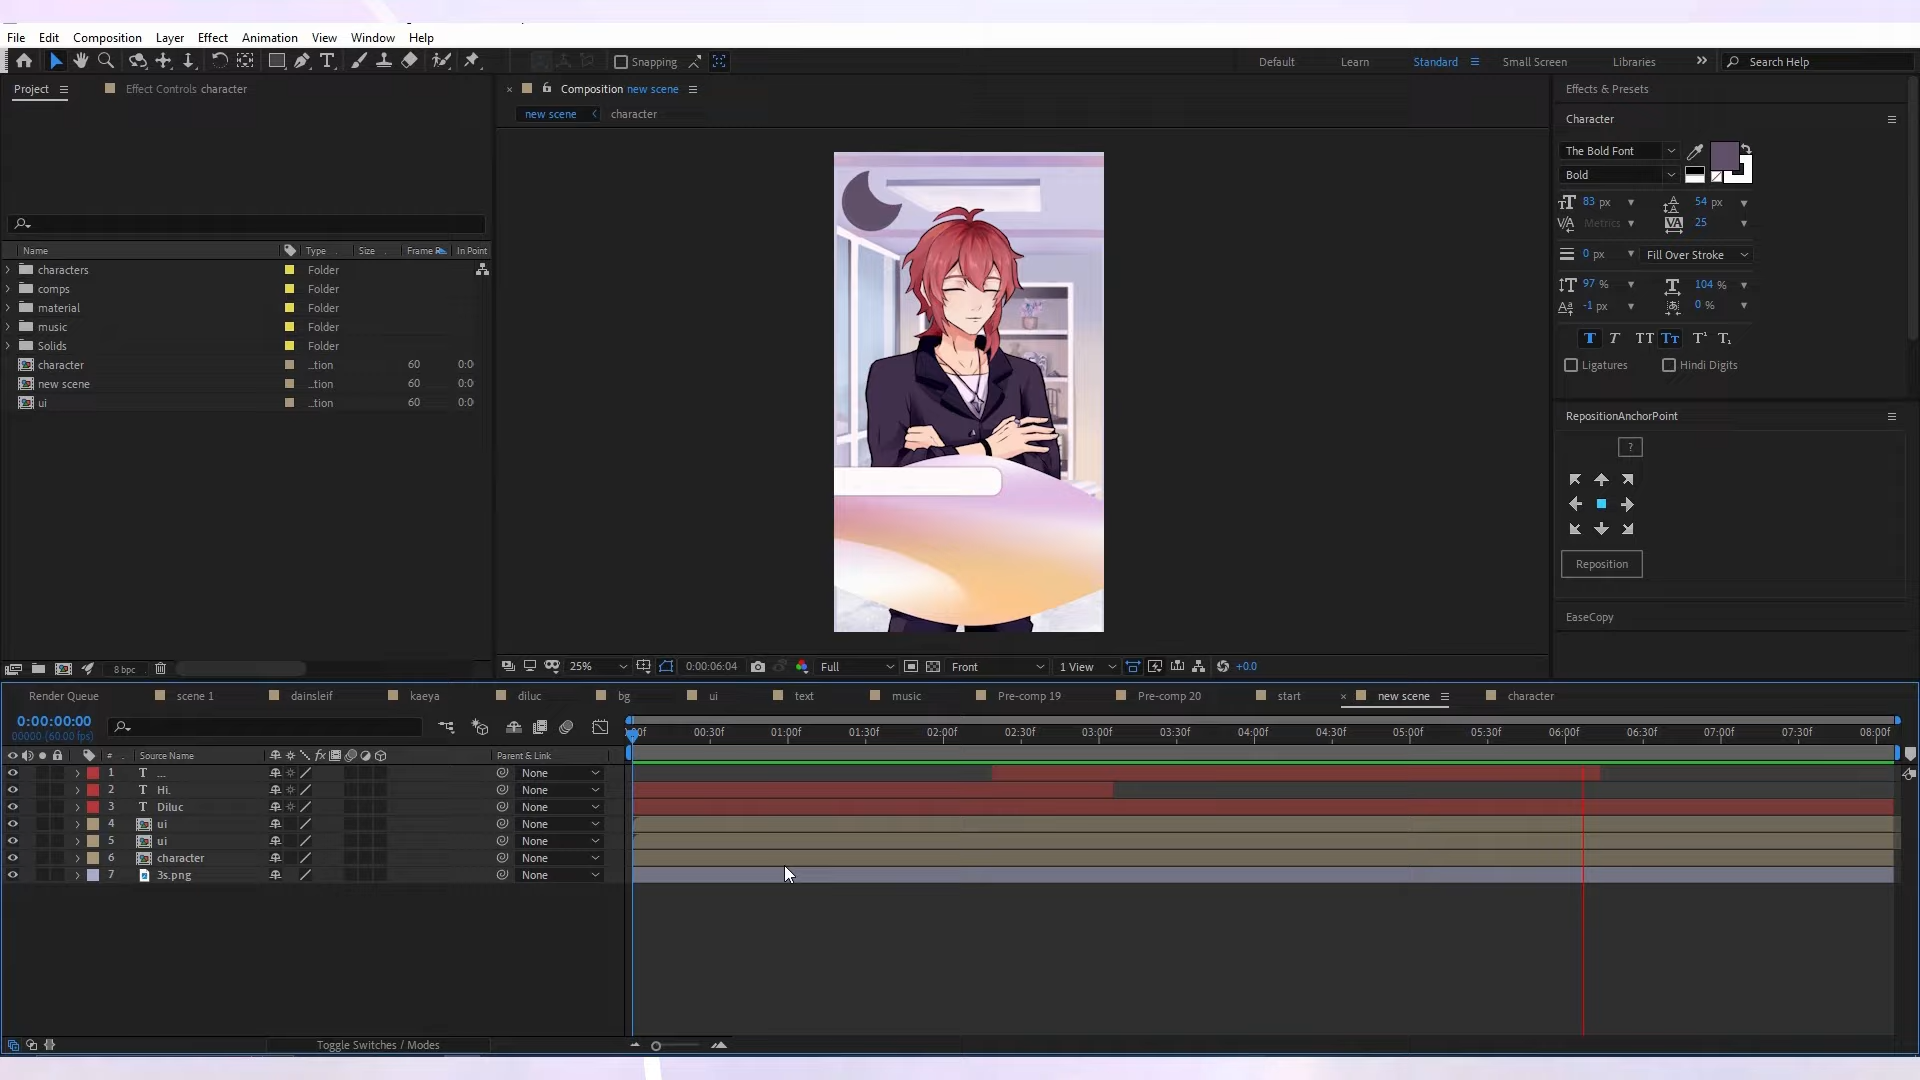 File Edit Composition Layer Effect Animation View Window Help
Snapping
Default Learn Standard Small Screen Libraries Search Help
Project Effect Controls character
Composition new scene
new scene character
Name Type Size Frame R In Point
characters Folder
comps Folder
material Folder
music Folder
Solids Folder
character ...tion 60 0:0
new scene ...tion 60 0:0
ui ...tion 60 0:0
8 bpc
25% 0:00:06:04 Full Front 1 View +0.0
Effects & Presets
Character
The Bold Font
Bold
83 px 54 px
Metrics 25
0 px Fill Over Stroke
97 % 104 %
-1 px 0 %
T T TT Tt T¹ T₁
Ligatures Hindi Digits
RepositionAnchorPoint
?
Reposition
EaseCopy
Render Queue scene 1 dainsleif kaeya diluc bg ui text music Pre-comp 19 Pre-comp 20 start new scene character
0:00:00:00
00000 (60.00 fps)
00:30f 01:00f 01:30f 02:00f 02:30f 03:00f 03:30f 04:00f 04:30f 05:00f 05:30f 06:00f 06:30f 07:00f 07:30f 08:00f
# Source Name fx Parent & Link
1 T ... None
2 T Hi. None
3 T Diluc None
4 ui None
5 ui None
6 character None
7 3s.png None
Toggle Switches / Modes